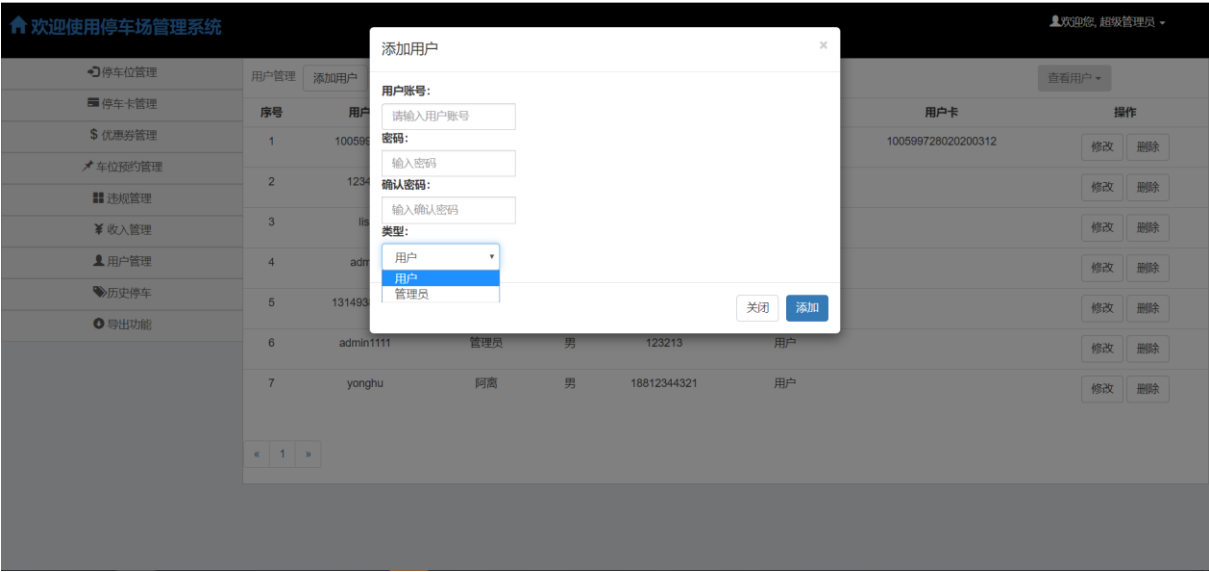 欢迎使用停车场管理系统
欢迎您, 超级管理员
添加用户
×
停车位管理
停车卡管理
优惠券管理
车位预约管理
违规管理
收入管理
用户管理
历史停车
导出功能
用户管理 添加用户
查看用户
用户账号：
请输入用户账号
密码：
输入密码
确认密码：
输入确认密码
类型：
用户
用户
管理员
关闭 添加
序号 用户卡 操作
1 100599728020200312 修改 删除
2 修改 删除
3 修改 删除
4 修改 删除
5 修改 删除
6 admin1111 管理员 男 123213 用户 修改 删除
7 yonghu 阿离 男 18812344321 用户 修改 删除
« 1 »